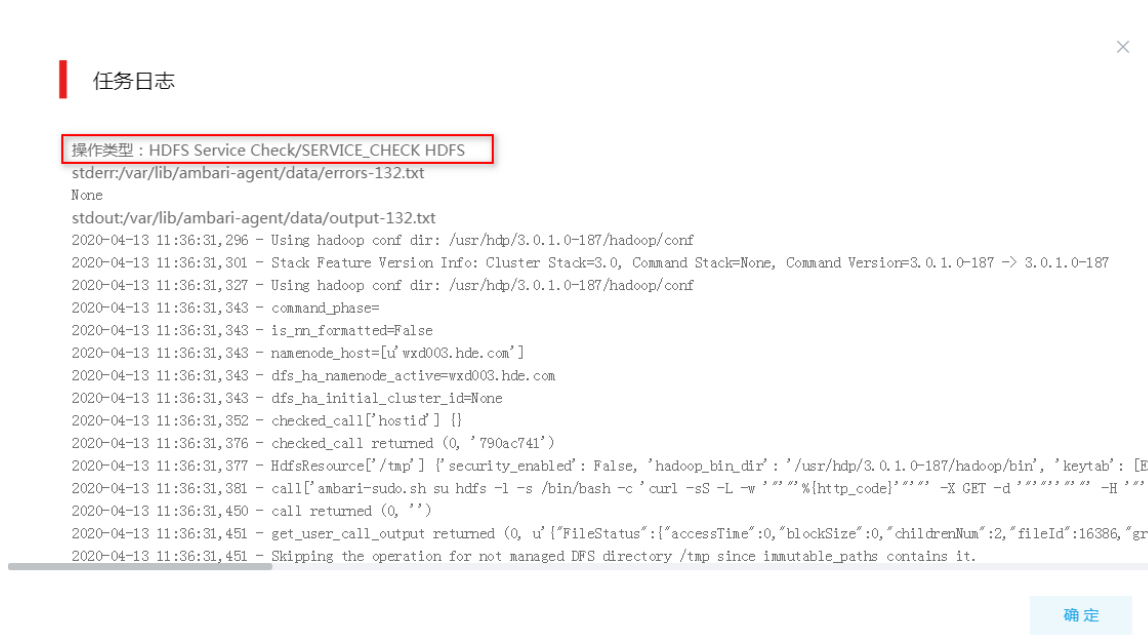 任务日志
操作类型：HDFS Service Check/SERVICE_CHECK HDFS
stderr:/var/lib/ambari-agent/data/errors-132.txt
None
stdout:/var/lib/ambari-agent/data/output-132.txt
2020-04-13 11:36:31,296 - Using hadoop conf dir: /usr/hdp/3.0.1.0-187/hadoop/conf
2020-04-13 11:36:31,301 - Stack Feature Version Info: Cluster Stack=3.0, Command Stack=None, Command Version=3.0.1.0-187 -> 3.0.1.0-187
2020-04-13 11:36:31,327 - Using hadoop conf dir: /usr/hdp/3.0.1.0-187/hadoop/conf
2020-04-13 11:36:31,343 - command_phase=
2020-04-13 11:36:31,343 - is_nn_formatted=False
2020-04-13 11:36:31,343 - namenode_host=[u'wxd003.hde.com']
2020-04-13 11:36:31,343 - dfs_ha_namenode_active=wxd003.hde.com
2020-04-13 11:36:31,343 - dfs_ha_initial_cluster_id=None
2020-04-13 11:36:31,352 - checked_call['hostid'] {}
2020-04-13 11:36:31,376 - checked_call returned (0, '790ac741')
2020-04-13 11:36:31,377 - HdfsResource['/tmp'] {'security_enabled': False, 'hadoop_bin_dir': '/usr/hdp/3.0.1.0-187/hadoop/bin', 'keytab': [E
2020-04-13 11:36:31,381 - call['ambari-sudo.sh su hdfs -l -s /bin/bash -c 'curl -sS -L -w '"'"'%{http_code}'"'"' -X GET -d '"'"''"'"' -H '"'
2020-04-13 11:36:31,450 - call returned (0, '')
2020-04-13 11:36:31,451 - get_user_call_output returned (0, u'{"FileStatus":{"accessTime":0,"blockSize":0,"childrenNum":2,"fileId":16386,"gr
2020-04-13 11:36:31,451 - Skipping the operation for not managed DFS directory /tmp since immutable_paths contains it.
确定